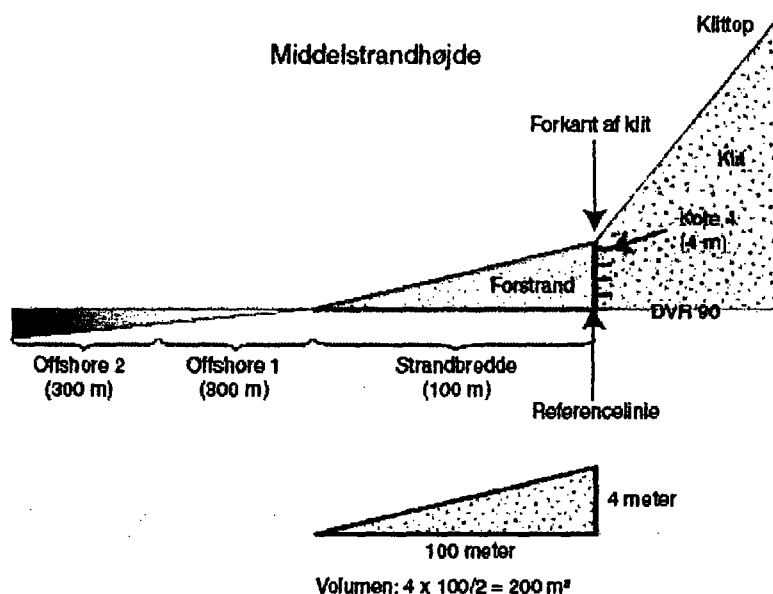 Middelstrandhøjde
Klittop
Forkant af klit
Klit
Kote 4
(4 m)
Forstrand
DVR'90
Offshore 2
(300 m)
Offshore 1
(300 m)
Strandbredde
(100 m)
Referencelinie
4 meter
100 meter
Volumen: 4 x 100/2 = 200 m²